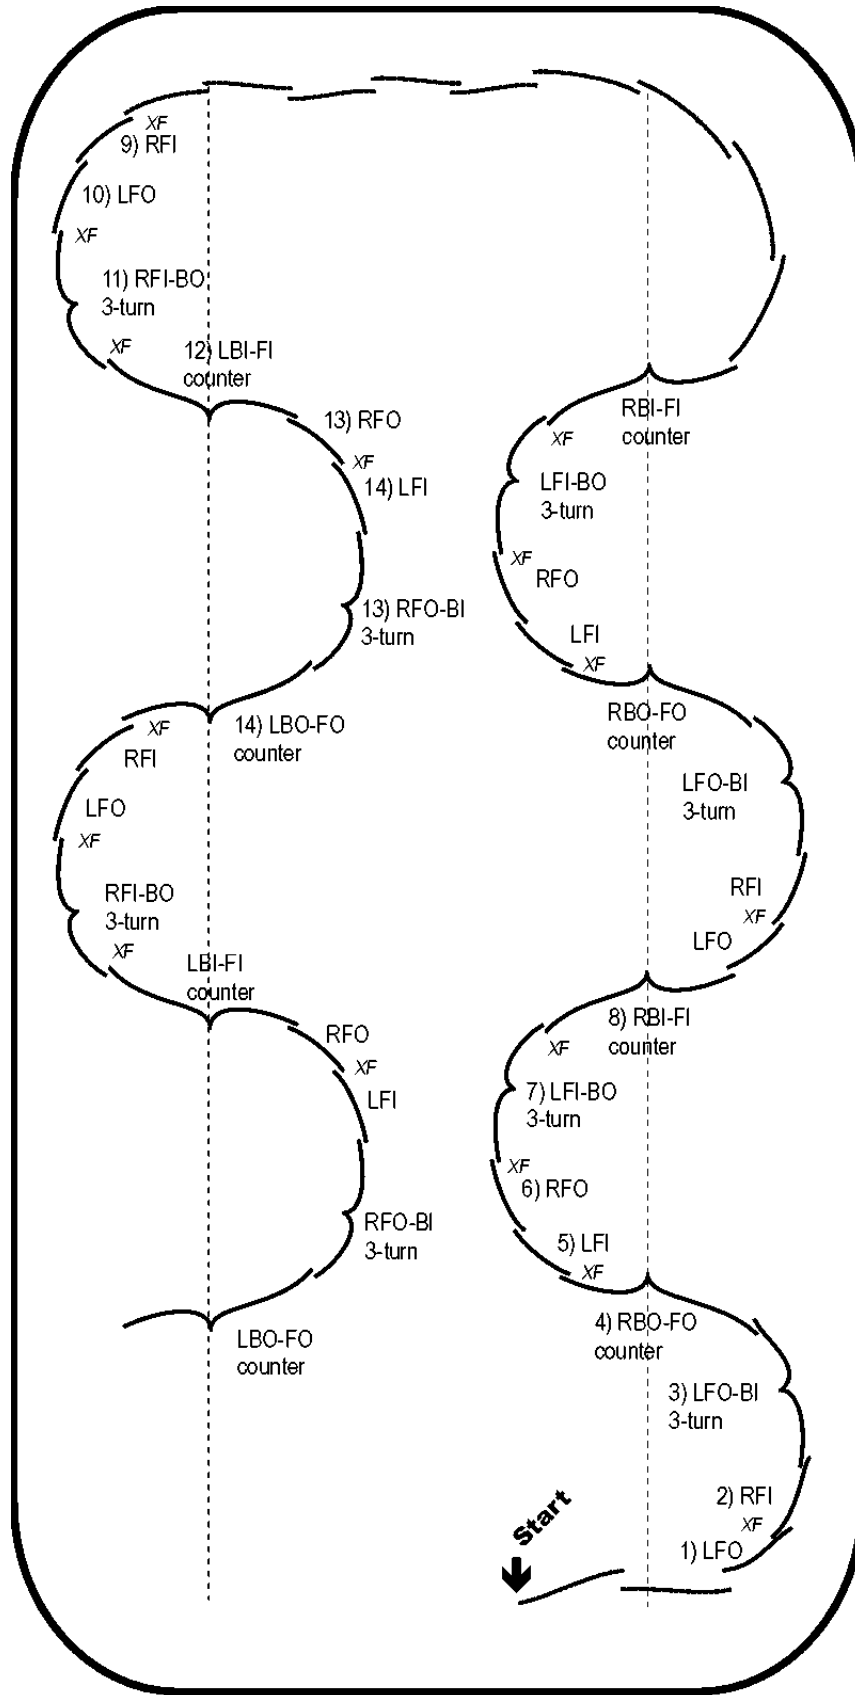 XF
9) RFI
10) LFO
XF
11) RFI-BO
3-turn
XF
12) LBI-FI
counter
13) RFO
XF
14) LFI
13) RFO-BI
3-turn
14) LBO-FO
counter
XF
RFI
LFO
XF
RFI-BO
3-turn
XF
LBI-FI
counter
RFO
XF
LFI
RFO-BI
3-turn
LBO-FO
counter
RBI-FI
counter
XF
LFI-BO
3-turn
XF
RFO
LFI
XF
RBO-FO
counter
LFO-BI
3-turn
RFI
XF
LFO
8) RBI-FI
counter
XF
7) LFI-BO
3-turn
XF
6) RFO
5) LFI
XF
4) RBO-FO
counter
3) LFO-BI
3-turn
2) RFI
XF
1) LFO
Start